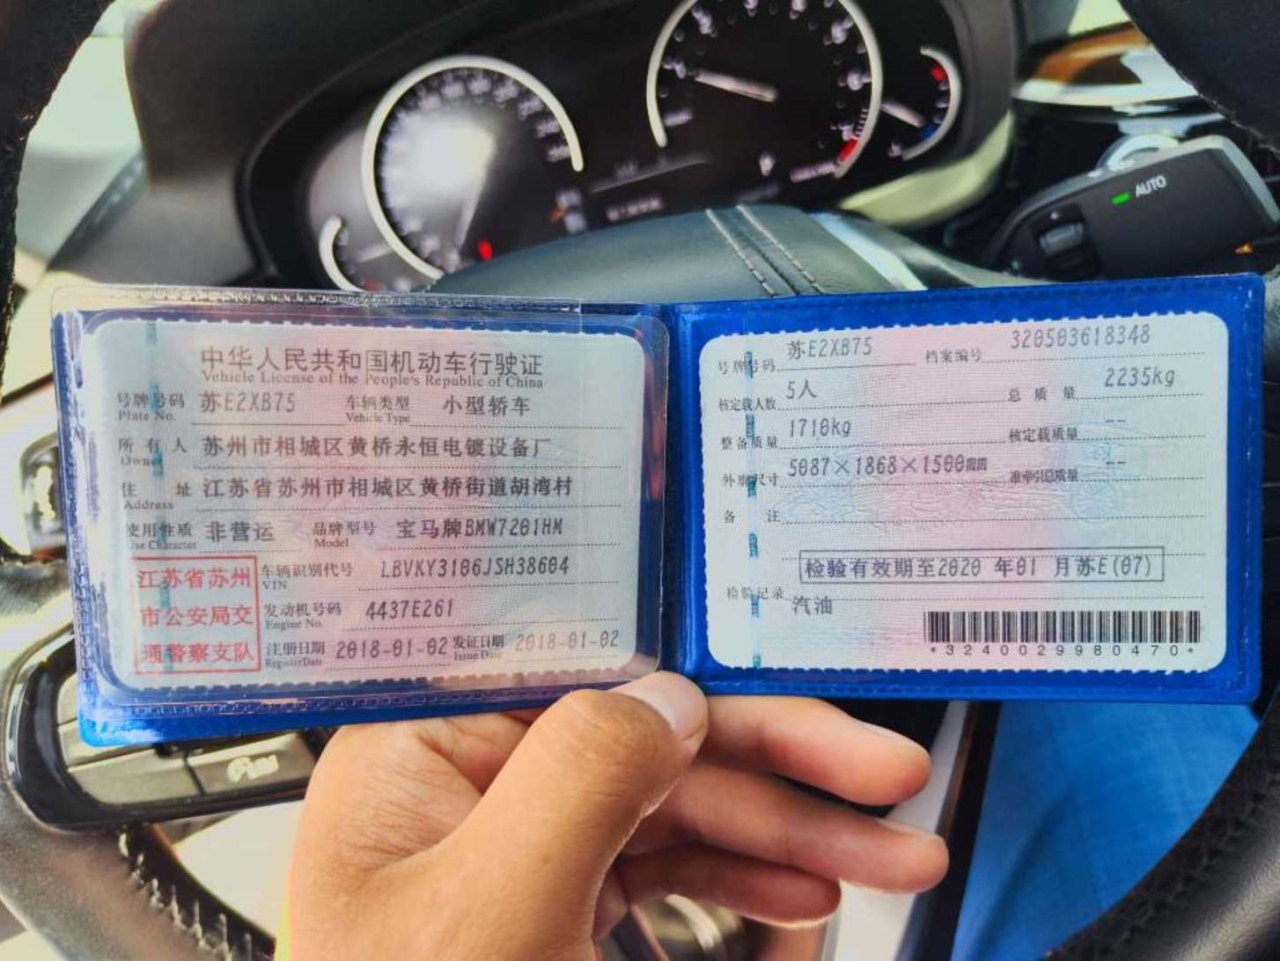 中华人民共和国机动车行驶证
Vehicle License of the People's Republic of China
号牌号码 苏E2XB75 车辆类型 小型轿车
Plate No. Vehicle Type
所有人 苏州市相城区黄桥永恒电镀设备厂
Owner
住址 江苏省苏州市相城区黄桥街道胡湾村
Address
使用性质 非营运 品牌型号 宝马牌BMW7201HM
Use Character Model
江苏省苏州
市公安局交
通警察支队
车辆识别代号 LBVKY3106JSH38604
VIN
发动机号码 4437E261
Engine No.
注册日期 2018-01-02 发证日期 2018-01-02
Register Date Issue Date
号牌号码 苏E2XB75 档案编号 320503618348
核定载人数 5人 总质量 2235kg
整备质量 1710kg 核定载质量 --
外廓尺寸 5087×1868×1500mm 准牵引总质量 --
备注
检验有效期至2020 年01 月苏E(07)
检验记录
汽油
*3240029980470*
AUTO